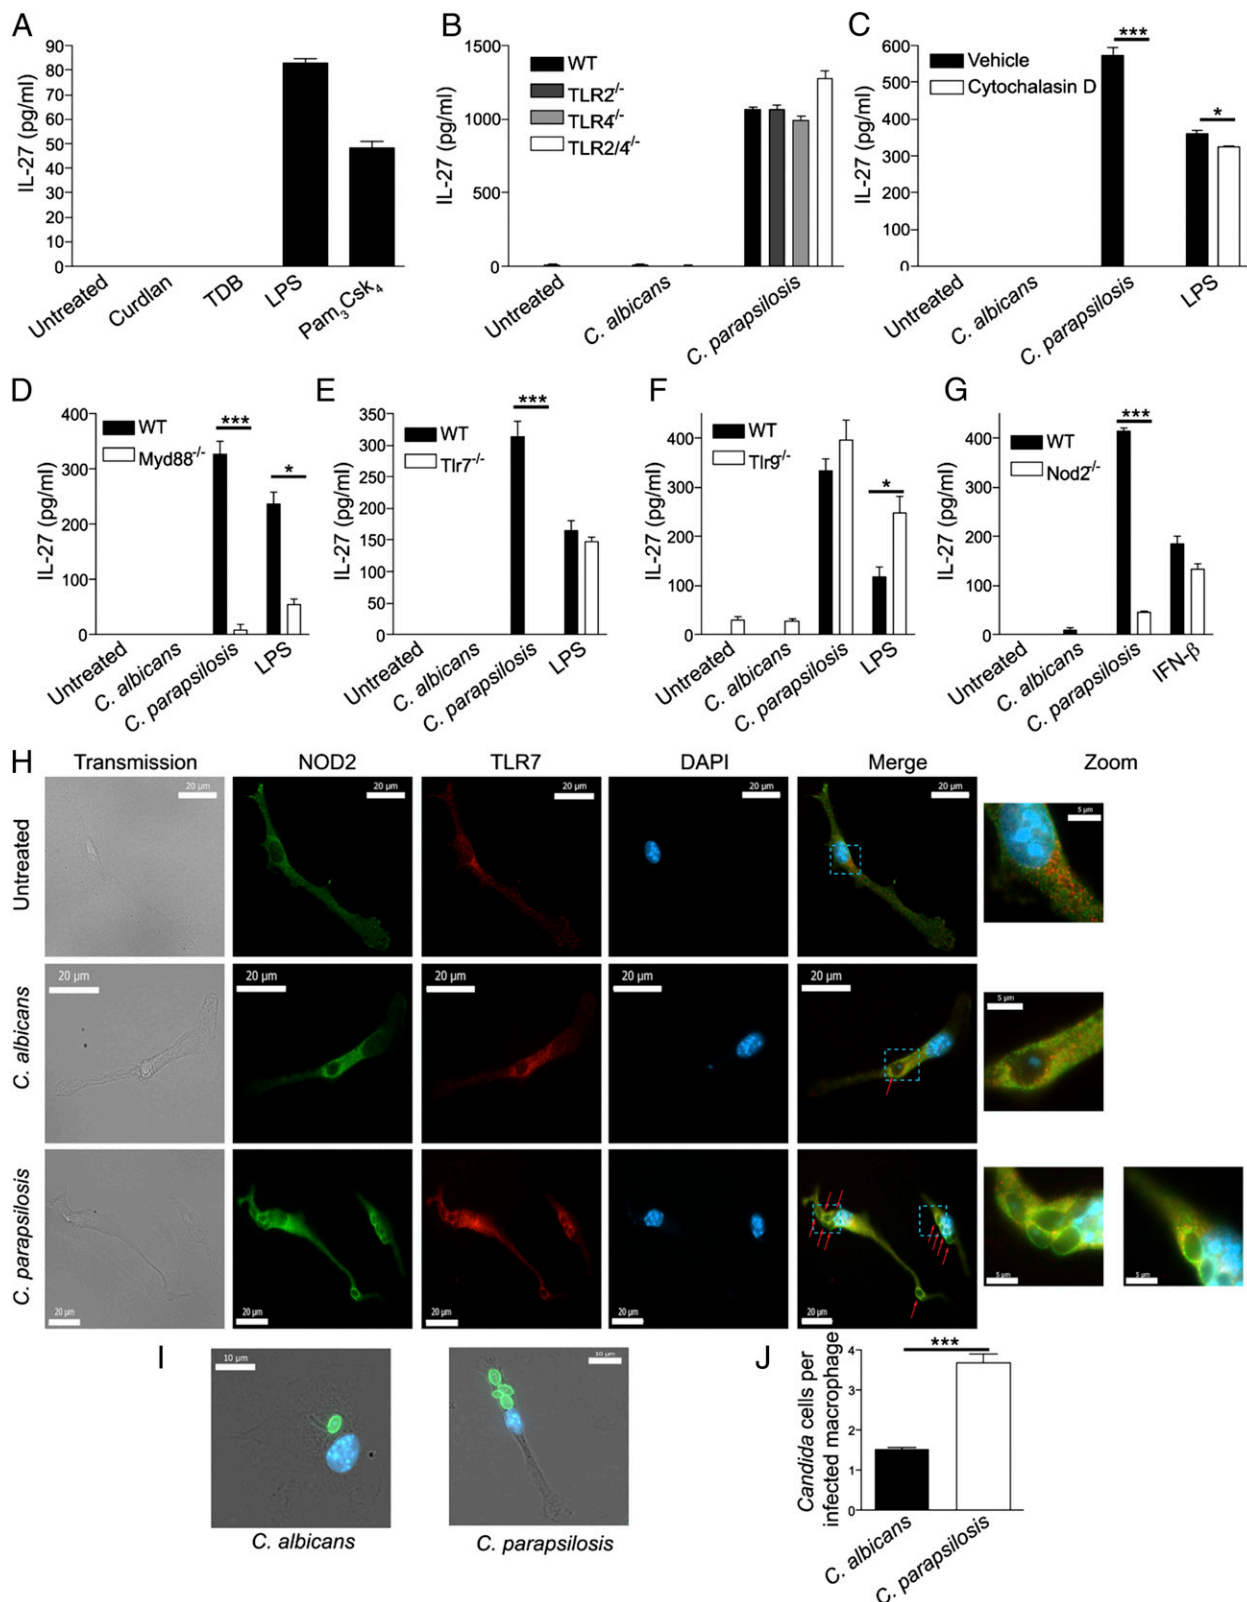 A
IL-27 (pg/ml)
90
80
70
60
50
40
30
20
10
0
Untreated
Curdlan
TDB
LPS
Pam₃Csk₄
B
IL-27 (pg/ml)
1500
1000
500
0
WT
TLR2⁻/⁻
TLR4⁻/⁻
TLR2/4⁻/⁻
Untreated
C. albicans
C. parapsilosis
C
IL-27 (pg/ml)
600
500
400
300
200
100
0
Vehicle
Cytochalasin D
***
*
Untreated
C. albicans
C. parapsilosis
LPS
D
IL-27 (pg/ml)
400
300
200
100
0
WT
Myd88⁻/⁻
***
*
Untreated
C. albicans
C. parapsilosis
LPS
E
IL-27 (pg/ml)
350
300
250
200
150
100
50
0
WT
Tlr7⁻/⁻
***
Untreated
C. albicans
C. parapsilosis
LPS
F
IL-27 (pg/ml)
400
300
200
100
0
WT
Tlr9⁻/⁻
*
Untreated
C. albicans
C. parapsilosis
LPS
G
IL-27 (pg/ml)
400
300
200
100
0
WT
Nod2⁻/⁻
***
Untreated
C. albicans
C. parapsilosis
IFN-β
H
Transmission NOD2 TLR7 DAPI Merge Zoom
Untreated
20 µm 20 µm 20 µm 20 µm 20 µm 5 µm
C. albicans
20 µm 20 µm 20 µm 20 µm 20 µm 5 µm
C. parapsilosis
20 µm 20 µm 20 µm 20 µm 20 µm 5 µm 5 µm
I
10 µm
C. albicans
10 µm
C. parapsilosis
J
Candida cells per
infected macrophage
4
3
2
1
0
***
C. albicans
C. parapsilosis